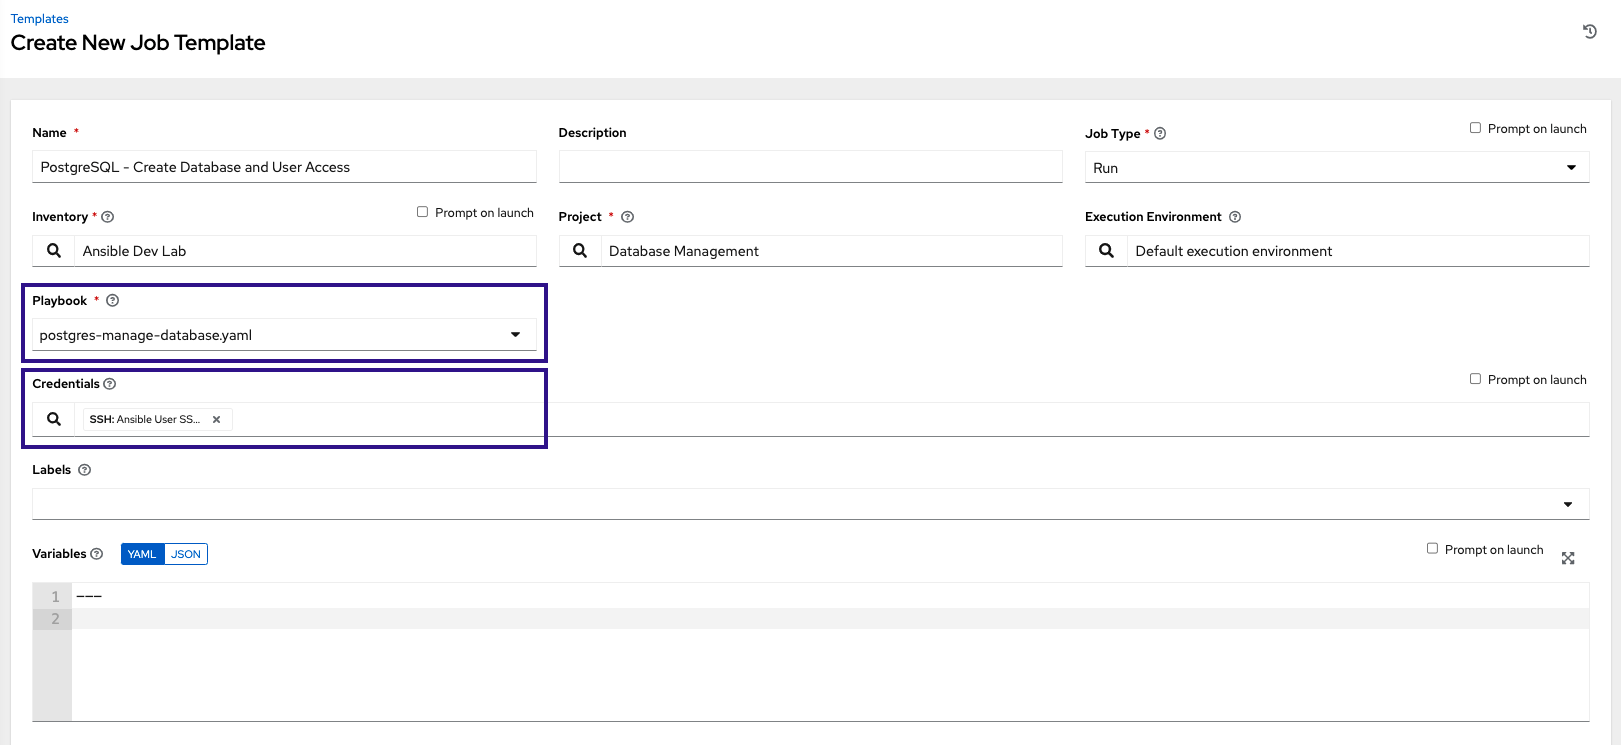 Templates
Create New Job Template
Name *
Description
Job Type *
Prompt on launch
PostgreSQL - Create Database and User Access
Run
Inventory *
Prompt on launch
Project *
Execution Environment
Ansible Dev Lab
Database Management
Default execution environment
Playbook *
postgres-manage-database.yaml
Credentials
Prompt on launch
SSH: Ansible User SS...
Labels
Variables
YAML
JSON
Prompt on launch
1 ---
2